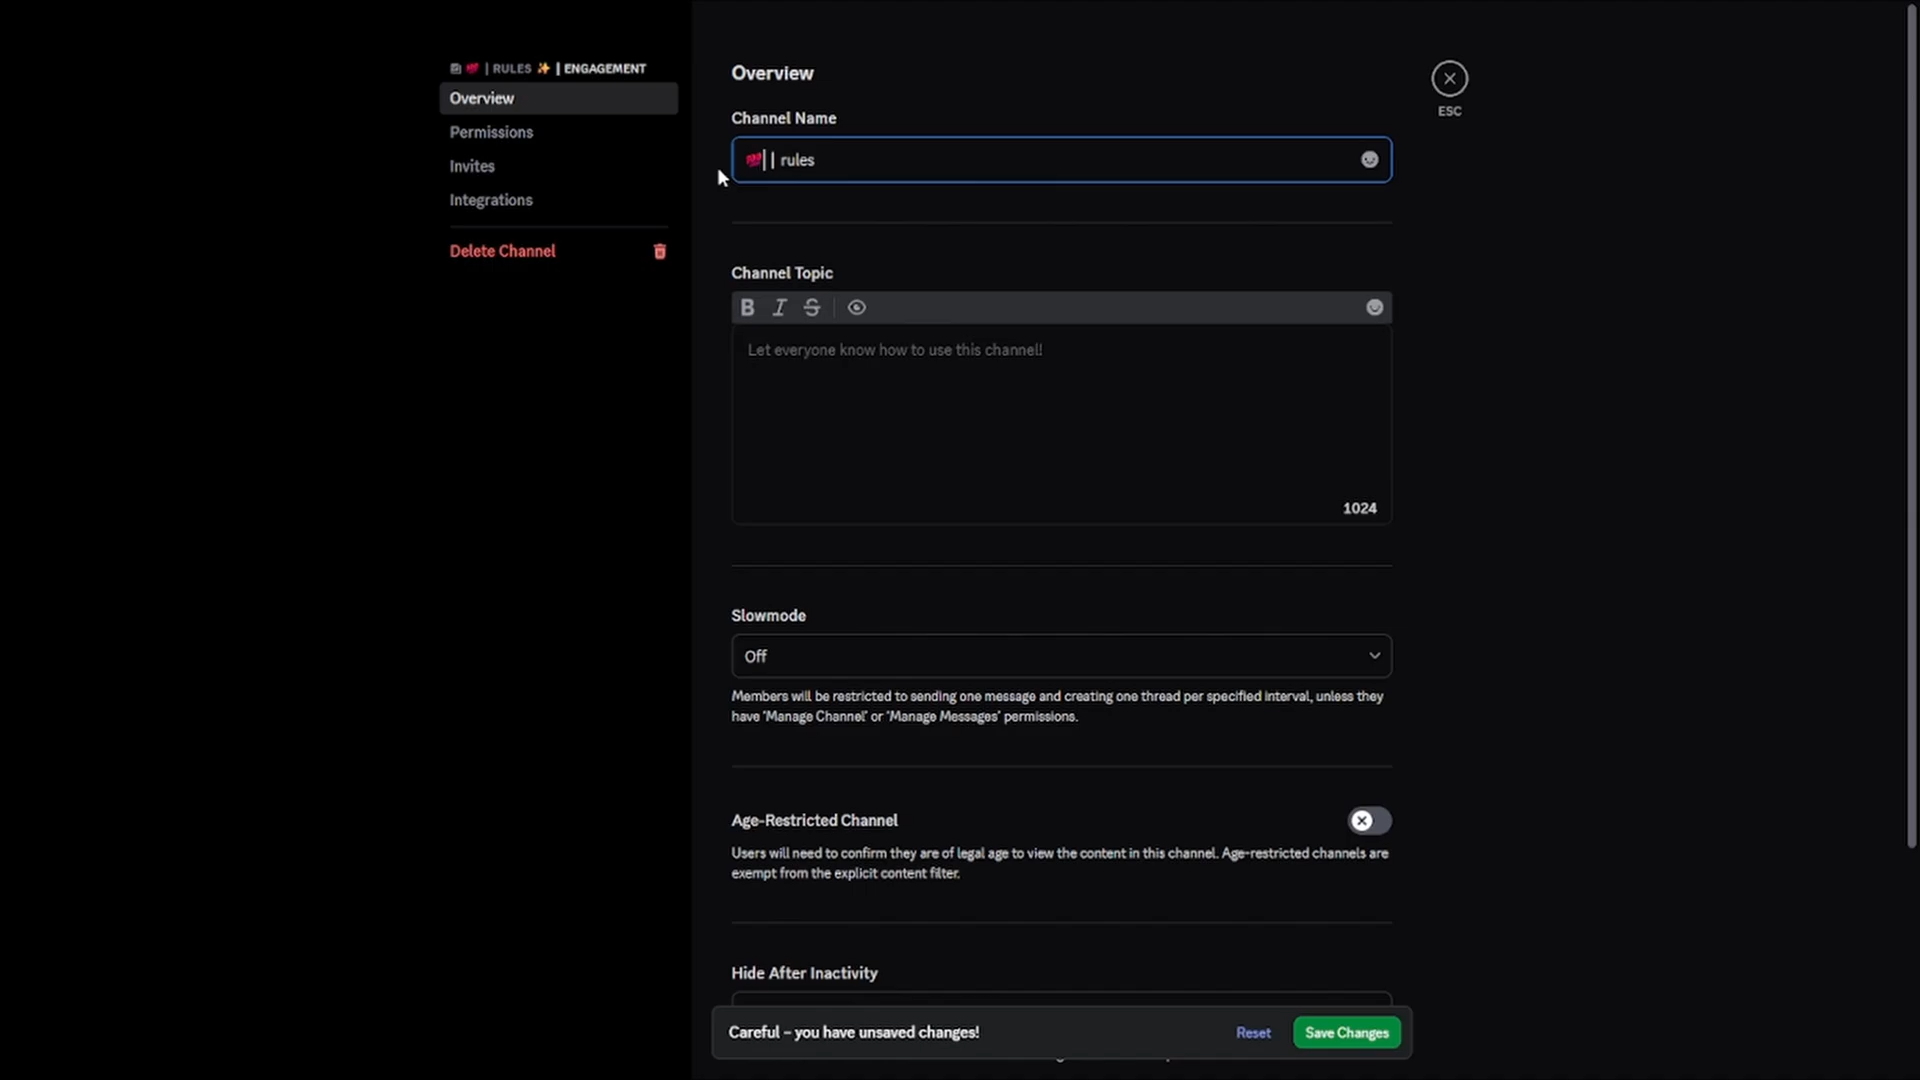 💯 | RULES ✨ | ENGAGEMENT
Overview
Permissions
Invites
Integrations
Delete Channel
Overview
ESC
Channel Name
💯 | rules
Channel Topic
B I S
Let everyone know how to use this channel!
1024
Slowmode
Off
Members will be restricted to sending one message and creating one thread per specified interval, unless they
have 'Manage Channel' or 'Manage Messages' permissions.
Age-Restricted Channel
Users will need to confirm they are of legal age to view the content in this channel. Age-restricted channels are
exempt from the explicit content filter.
Hide After Inactivity
Careful – you have unsaved changes!
Reset
Save Changes